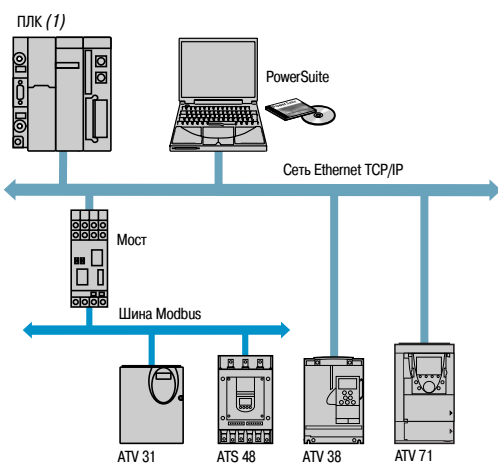 ПЛК (1)
PowerSuite
Сеть Ethernet TCP/IP
Мост
Шина Modbus
ATV 31
ATS 48
ATV 38
ATV 71